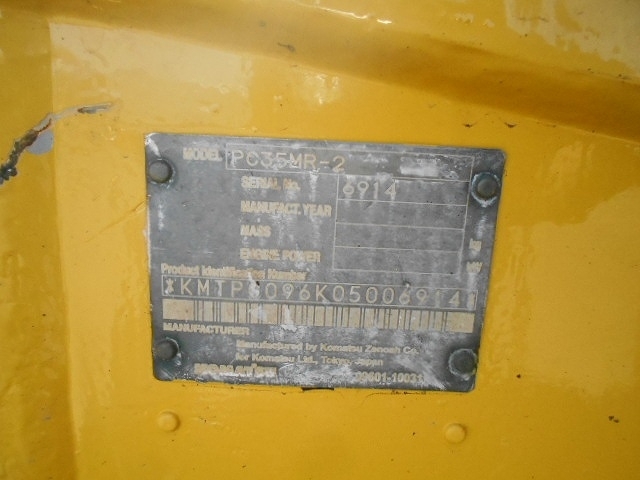 MODEL PC35MR-2
SERIAL No. 6914
MANUFACT. YEAR
MASS
ENGINE POWER kW
Product Identification Number
MANUFACTURER
Manufactured by Komatsu Zenoah Co.
for Komatsu Ltd., Tokyo Japan
KOMATSU